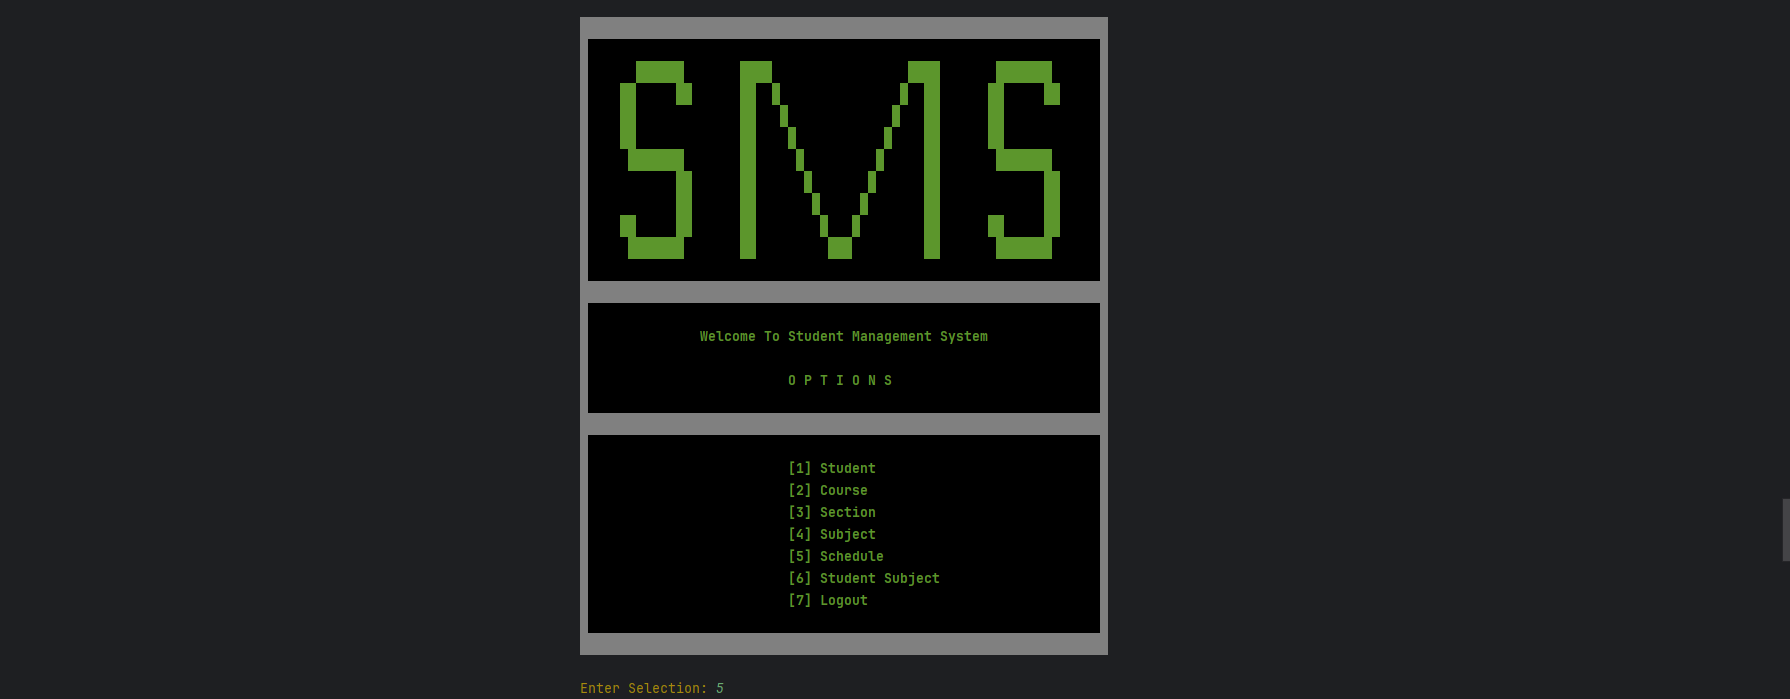 SMS
Welcome To Student Management System
O P T I O N S
[1] Student
[2] Course
[3] Section
[4] Subject
[5] Schedule
[6] Student Subject
[7] Logout
Enter Selection: 5